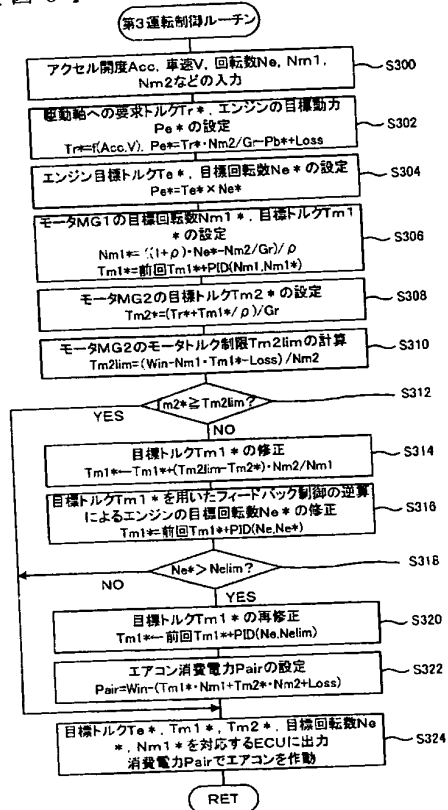 第3運転制御ルーチン
アクセル開度Acc, 車速V, 回転数Ne, Nm1,
Nm2などの入力
S300
駆動軸への要求トルクTr*, エンジンの目標動力
Pe*の設定
Tr*=f(Acc,V), Pe*=Tr*・Nm2/Gr-Pb*+Loss
S302
エンジン目標トルクTe*, 目標回転数Ne*の設定
Pe*=Te*×Ne*
S304
モータMG1の目標回転数Nm1*, 目標トルクTm1
*の設定
Nm1*=((1+ρ)・Ne*-Nm2/Gr)/ρ
Tm1*=前回Tm1*+PID(Nm1,Nm1*)
S306
モータMG2の目標トルクTm2*の設定
Tm2*=(Tr*+Tm1*/ρ)/Gr
S308
モータMG2のモータトルク制限Tm2limの計算
Tm2lim=(Win-Nm1・Tm1*-Loss)/Nm2
S310
Tm2*≧Tm2lim?
S312
YES
NO
目標トルクTm1*の修正
Tm1*←Tm1*+(Tm2lim-Tm2*)・Nm2/Nm1
S314
目標トルクTm1*を用いたフィードバック制御の逆算
によるエンジンの目標回転数Ne*の修正
Tm1*=前回Tm1*+PID(Ne,Ne*)
S316
Ne*>Nelim?
S318
NO
YES
目標トルクTm1*の再修正
Tm1*←前回Tm1*+PID(Ne,Nelim)
S320
エアコン消費電力Pairの設定
Pair=Win-(Tm1*・Nm1+Tm2*・Nm2+Loss)
S322
目標トルクTe*, Tm1*, Tm2*, 目標回転数Ne
*, Nm1*を対応するECUに出力
消費電力Pairでエアコンを作動
S324
RET